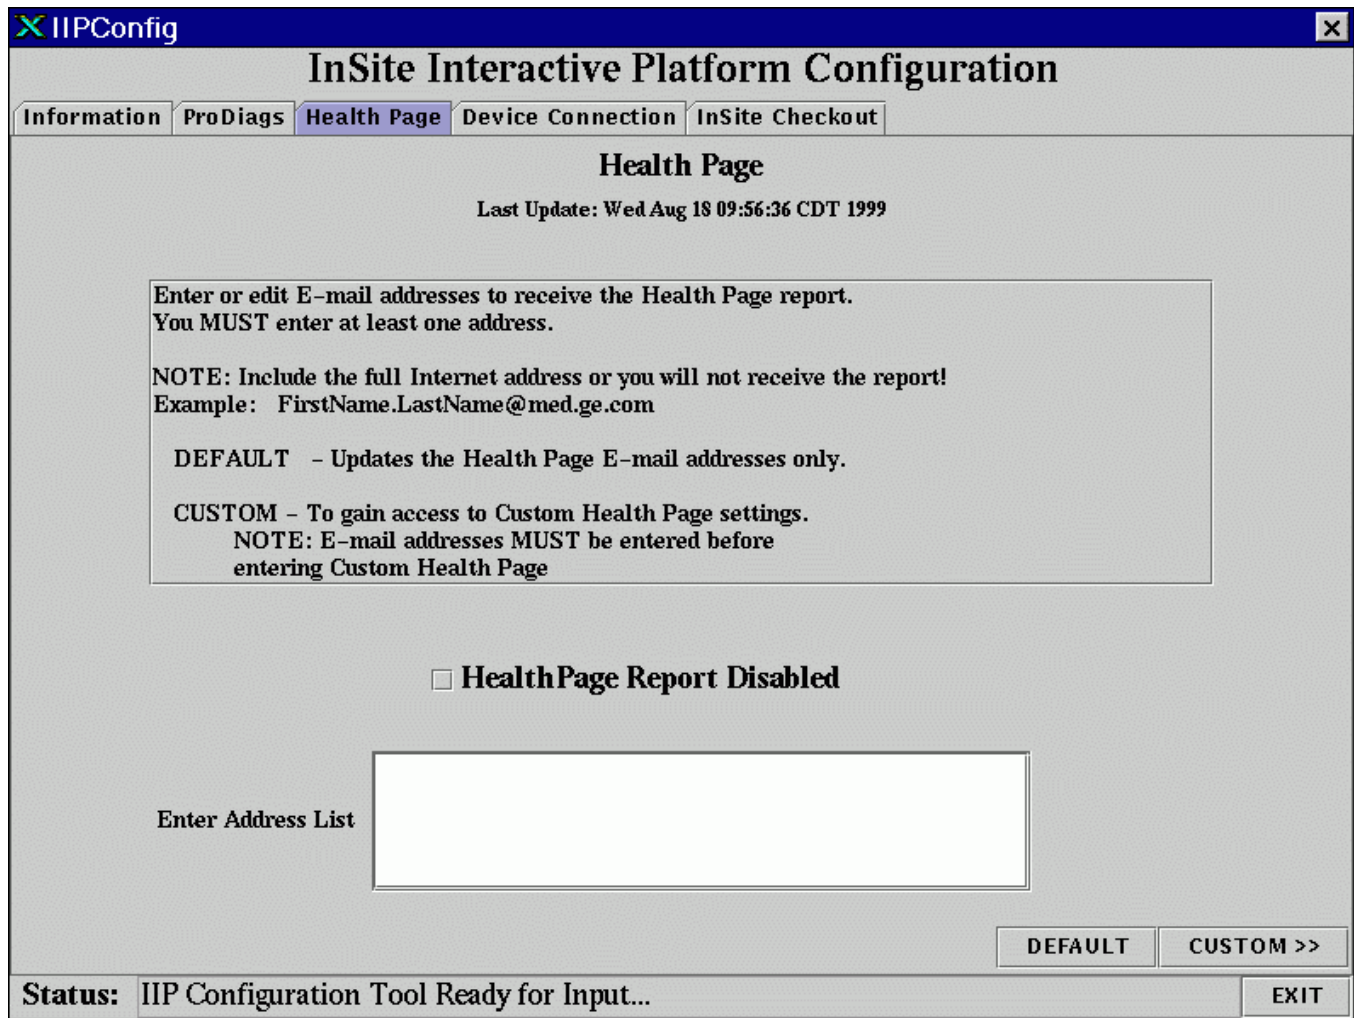 IIPConfig
InSite Interactive Platform Configuration
Information ProDiags Health Page Device Connection InSite Checkout
Health Page
Last Update: Wed Aug 18 09:56:36 CDT 1999
Enter or edit E-mail addresses to receive the Health Page report.
You MUST enter at least one address.
NOTE: Include the full Internet address or you will not receive the report!
Example: FirstName.LastName@med.ge.com
DEFAULT - Updates the Health Page E-mail addresses only.
CUSTOM - To gain access to Custom Health Page settings.
NOTE: E-mail addresses MUST be entered before
entering Custom Health Page
HealthPage Report Disabled
Enter Address List
DEFAULT CUSTOM >>
Status: IIP Configuration Tool Ready for Input... EXIT